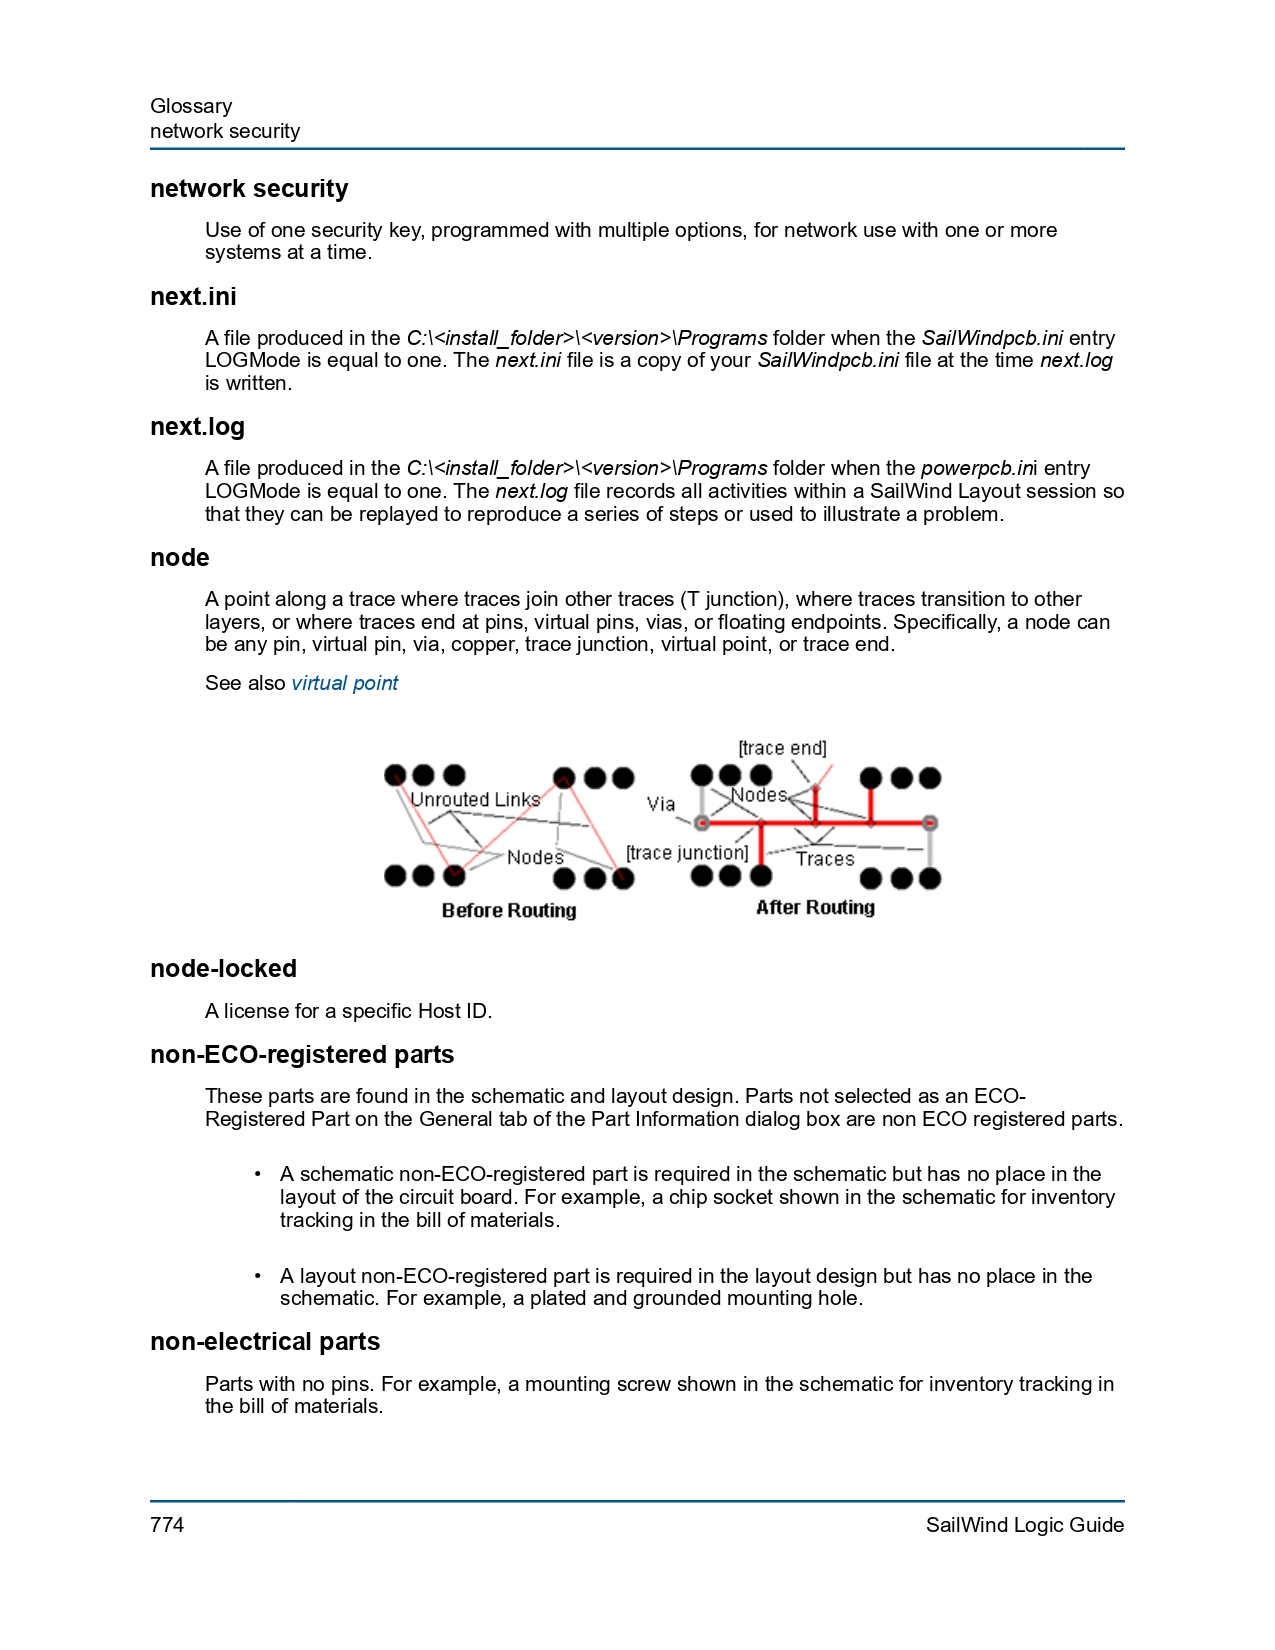 Glossary
network security
network security
Use of one security key, programmed with multiple options, for network use with one or more
systems at a time.
next.ini
A file produced in the C:\<install_folder>\<version>\Programs folder when the SailWindpcb.ini entry
LOGMode is equal to one. The next.ini file is a copy of your SailWindpcb.ini file at the time next.log
is written.
next.log
A file produced in the C:\<install_folder>\<version>\Programs folder when the powerpcb.ini entry
LOGMode is equal to one. The next.log file records all activities within a SailWind Layout session so
that they can be replayed to reproduce a series of steps or used to illustrate a problem.
node
A point along a trace where traces join other traces (T junction), where traces transition to other
layers, or where traces end at pins, virtual pins, vias, or floating endpoints. Specifically, a node can
be any pin, virtual pin, via, copper, trace junction, virtual point, or trace end.
See also virtual point
[trace end]
Unrouted Links
Nodes
Via
Nodes
[trace junction]
Traces
Before Routing
After Routing
node-locked
A license for a specific Host ID.
non-ECO-registered parts
These parts are found in the schematic and layout design. Parts not selected as an ECO-
Registered Part on the General tab of the Part Information dialog box are non ECO registered parts.
• A schematic non-ECO-registered part is required in the schematic but has no place in the
layout of the circuit board. For example, a chip socket shown in the schematic for inventory
tracking in the bill of materials.
• A layout non-ECO-registered part is required in the layout design but has no place in the
schematic. For example, a plated and grounded mounting hole.
non-electrical parts
Parts with no pins. For example, a mounting screw shown in the schematic for inventory tracking in
the bill of materials.
774
SailWind Logic Guide